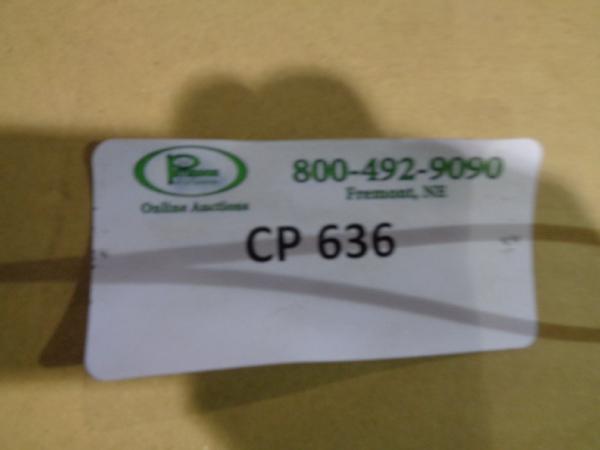 800-492-9090
Fremont, NE
Online Auctions
CP 636